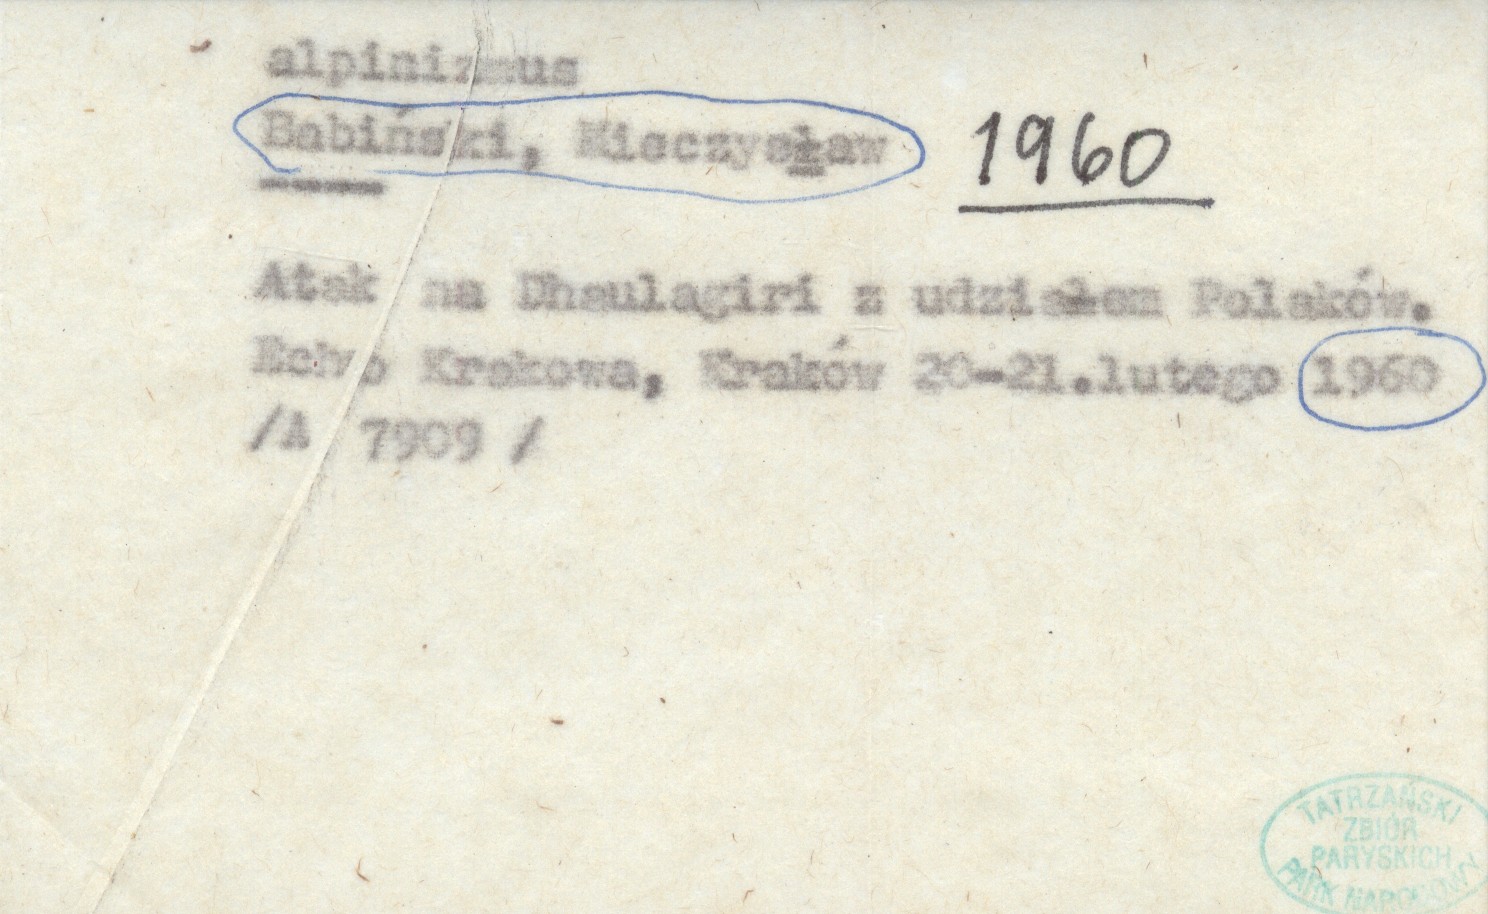 alpinizmus
Babiński, Mieczysław 1960
Atak na Dhaulagiri z udziałem Polaków.
Echo Krakowa, Kraków 20-21.lutego 1960
/A 7909 /
TATRZAŃSKI
ZBIÓR
PARYSKICH
PARK NARODOWY